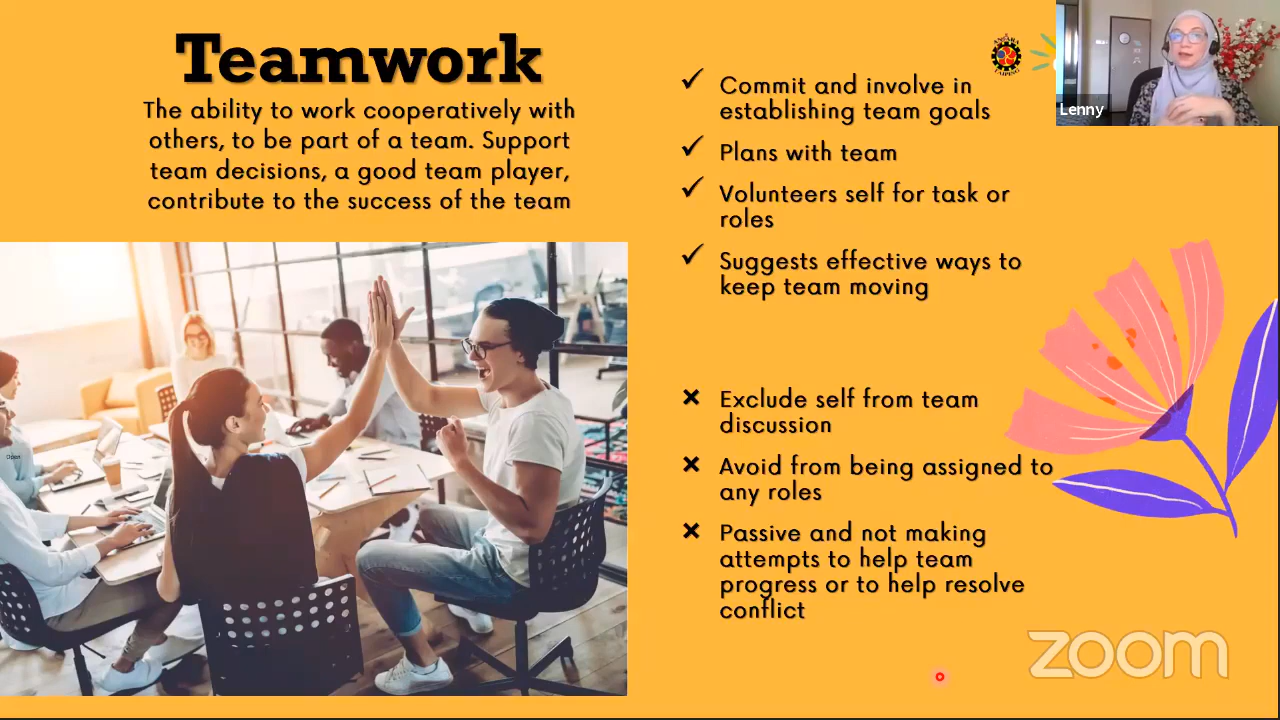 Teamwork
The ability to work cooperatively with
others, to be part of a team. Support
team decisions, a good team player,
contribute to the success of the team
Commit and involve in
establishing team goals
Plans with team
Volunteers self for task or
roles
Suggests effective ways to
keep team moving
Exclude self from team
discussion
Avoid from being assigned to
any roles
Passive and not making
attempts to help team
progress or to help resolve
conflict
Lenny
Open
zoom